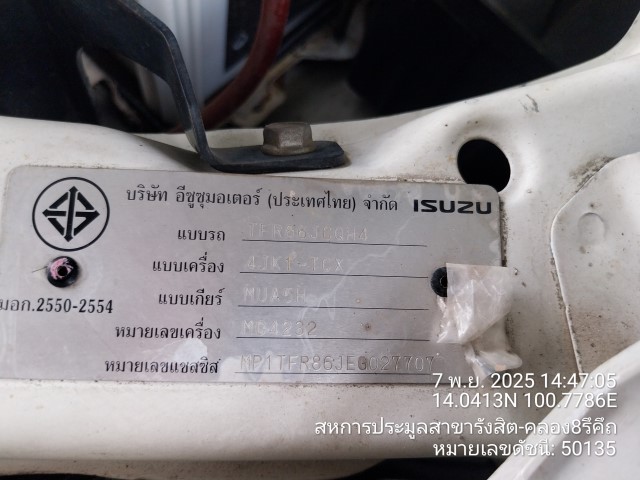 บริษัท อีซูซุมอเตอร์ (ประเทศไทย) จำกัด ISUZU
แบบรถ
แบบเครื่อง 4JK1-TCX
แบบเกียร์ MUA5H
มอก.2550-2554
หมายเลขเครื่อง
หมายเลขแชสซีส MP1TFR86JEG027707
7 พ.ย. 2025 14:47:05
14.0413N 100.7786E
สหการประมูลสาขารังสิต-คลอง8รีคีถ
หมายเลขดัชนี: 50135